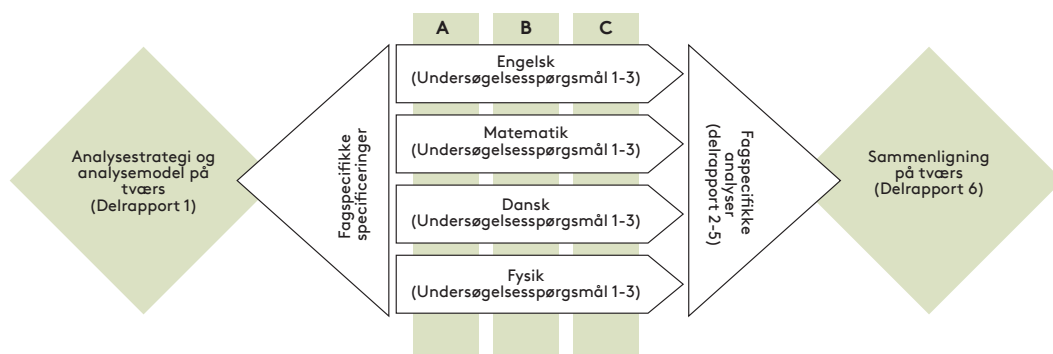 A
B
C
Analysestrategi og
analysemodel på
tværs
(Delrapport 1)
Fagspecifikke
specificeringer
Engelsk
(Undersøgelsesspørgsmål 1-3)
Matematik
(Undersøgelsesspørgsmål 1-3)
Dansk
(Undersøgelsesspørgsmål 1-3)
Fysik
(Undersøgelsesspørgsmål 1-3)
Fagspecifikke
analyser
(delrapport 2-5)
Sammenligning
på tværs
(Delrapport 6)